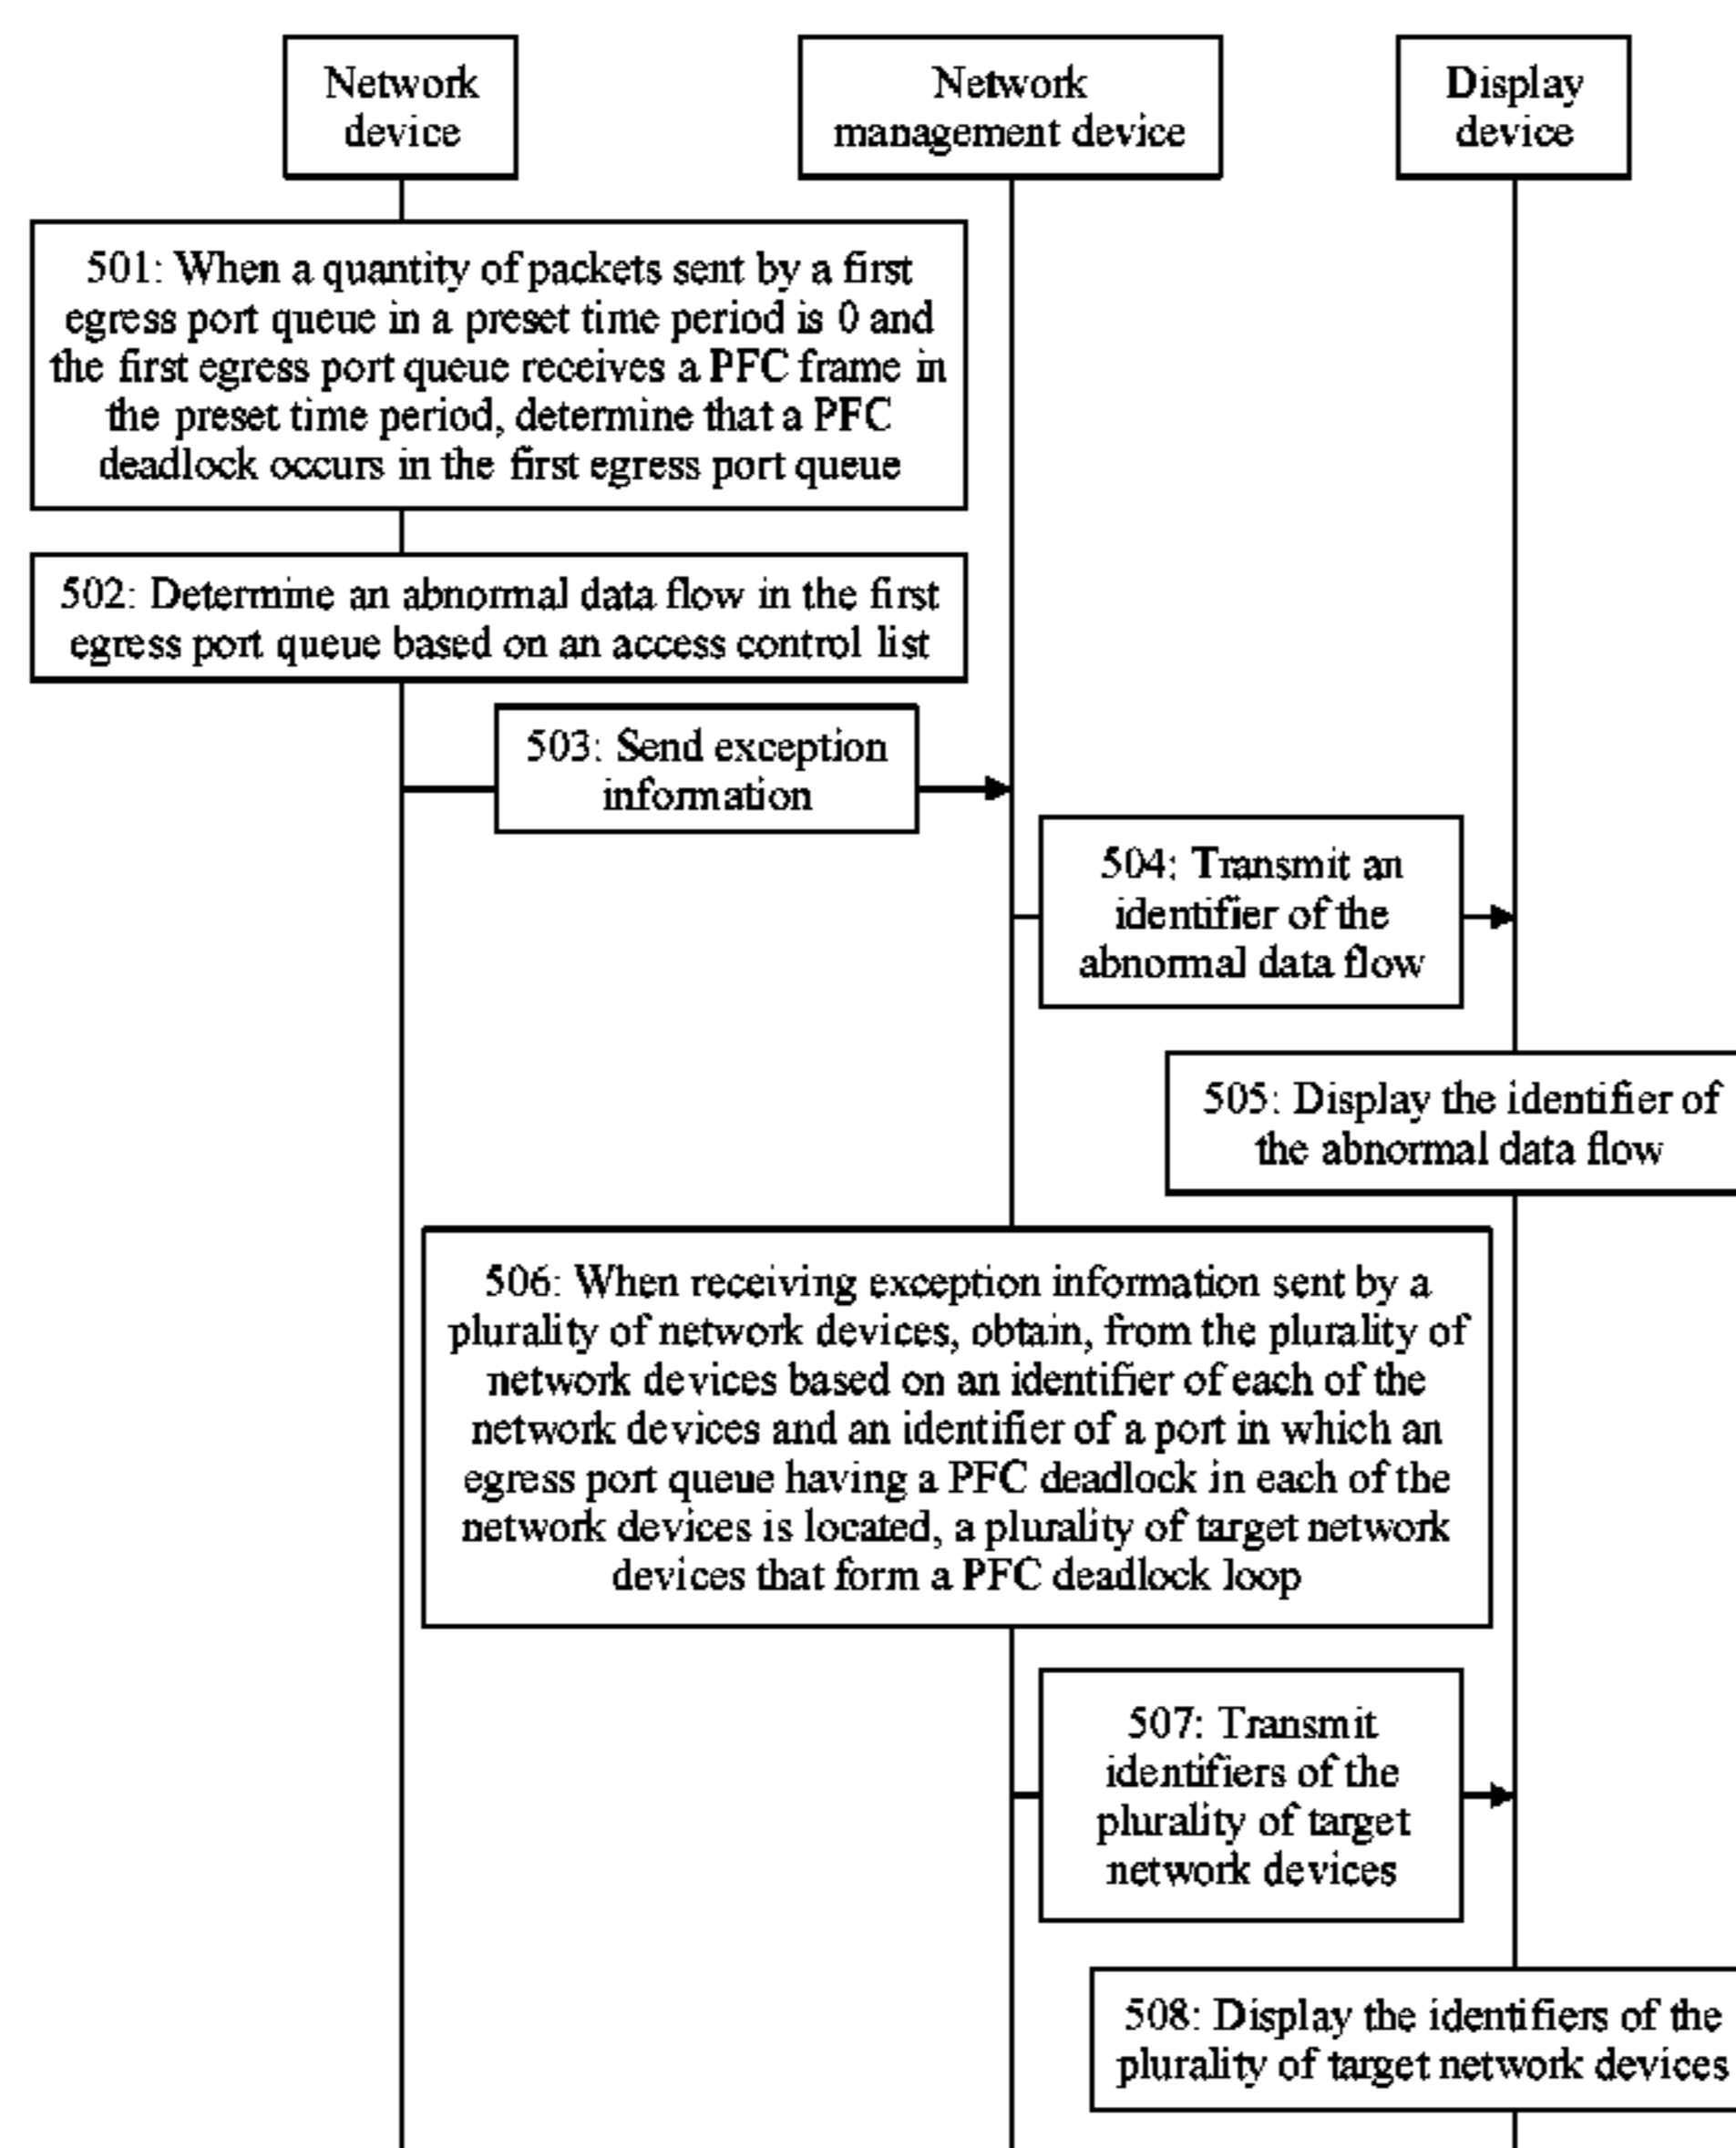 Network
device
Network
management device
Display
device
501: When a quantity of packets sent by a first
egress port queue in a preset time period is 0 and
the first egress port queue receives a PFC frame in
the preset time period, determine that a PFC
deadlock occurs in the first egress port queue
502: Determine an abnormal data flow in the first
egress port queue based on an access control list
503: Send exception
information
504: Transmit an
identifier of the
abnormal data flow
505: Display the identifier of
the abnormal data flow
506: When receiving exception information sent by a
plurality of network devices, obtain, from the plurality of
network devices based on an identifier of each of the
network devices and an identifier of a port in which an
egress port queue having a PFC deadlock in each of the
network devices is located, a plurality of target network
devices that form a PFC deadlock loop
507: Transmit
identifiers of the
plurality of target
network devices
508: Display the identifiers of the
plurality of target network devices